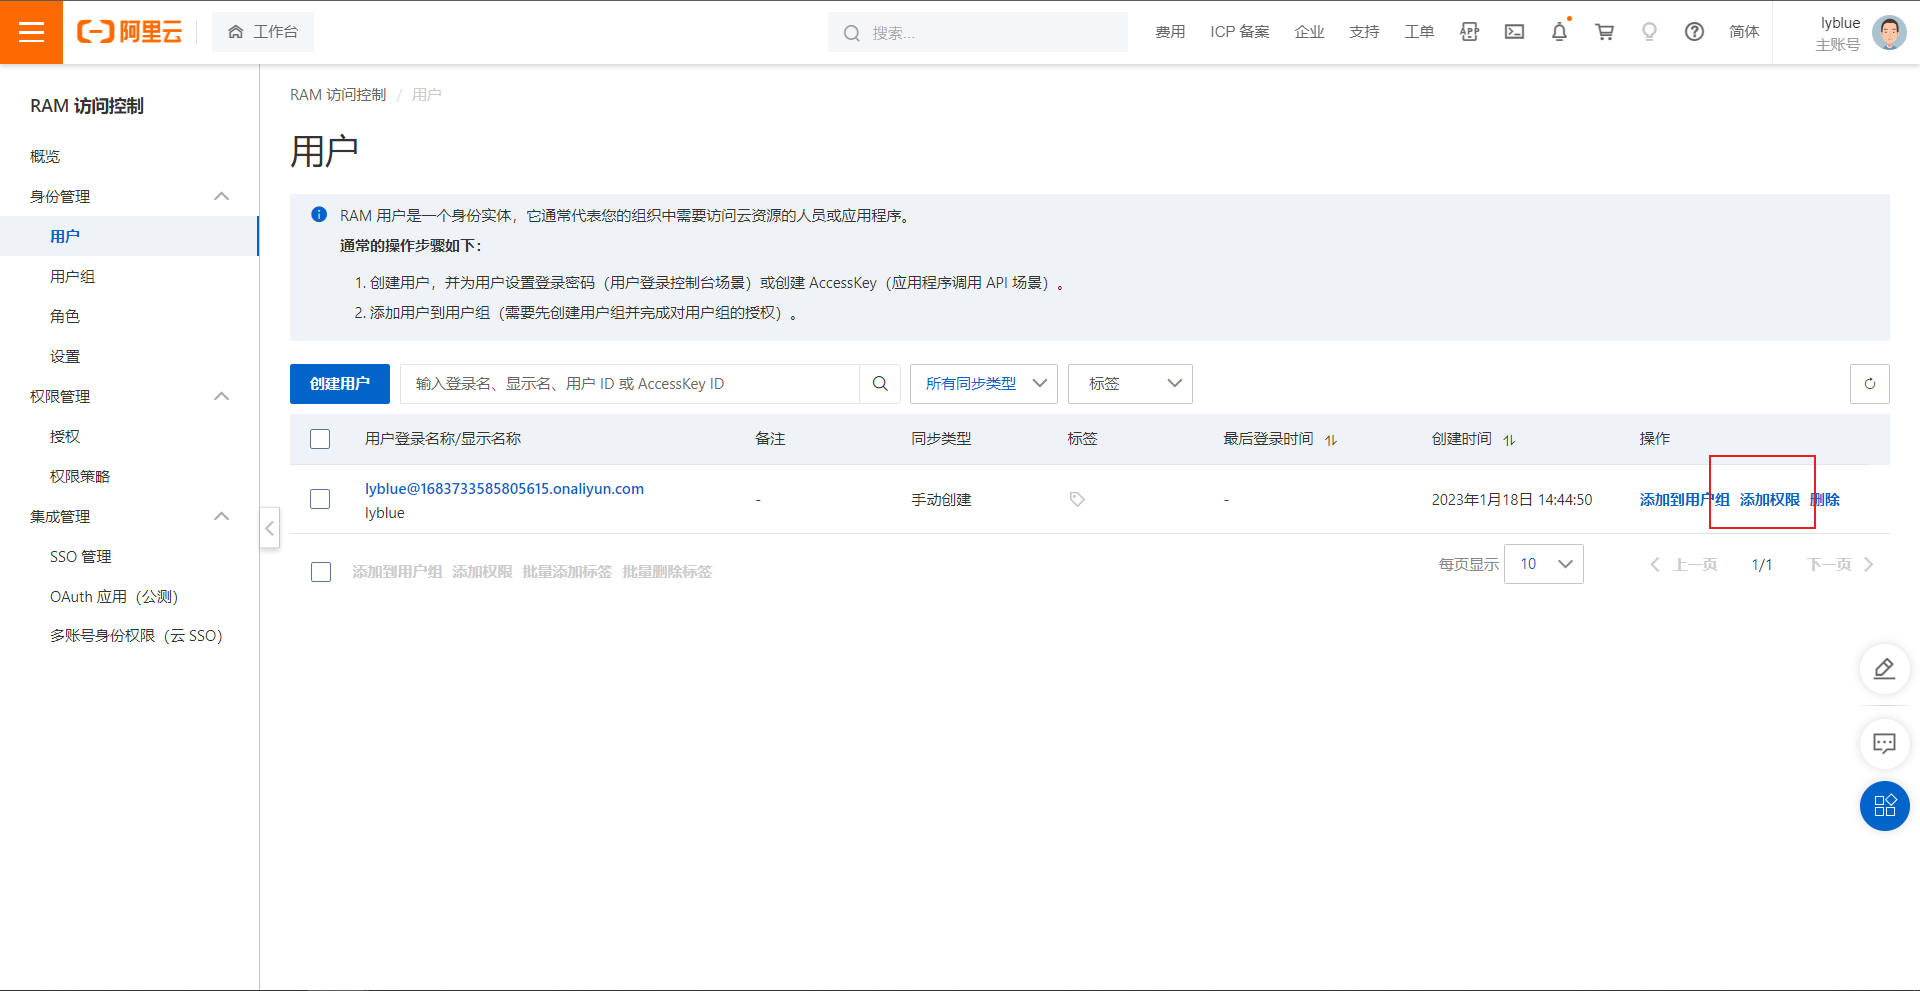 阿里云
工作台
搜索...
费用
ICP 备案
企业
支持
工单
APP
简体
lyblue
主账号
RAM 访问控制
概览
身份管理
用户
用户组
角色
设置
权限管理
授权
权限策略
集成管理
SSO 管理
OAuth 应用（公测）
多账号身份权限（云 SSO）
RAM 访问控制 / 用户
用户
RAM 用户是一个身份实体，它通常代表您的组织中需要访问云资源的人员或应用程序。
通常的操作步骤如下：
1. 创建用户，并为用户设置登录密码（用户登录控制台场景）或创建 AccessKey（应用程序调用 API 场景）。
2. 添加用户到用户组（需要先创建用户组并完成对用户组的授权）。
创建用户
输入登录名、显示名、用户 ID 或 AccessKey ID
所有同步类型
标签
用户登录名称/显示名称 备注 同步类型 标签 最后登录时间 创建时间 操作
lyblue@1683733585805615.onaliyun.com
lyblue
- 手动创建 - 2023年1月18日 14:44:50 添加到用户组 添加权限 删除
添加到用户组 添加权限 批量添加标签 批量删除标签
每页显示 10 上一页 1/1 下一页